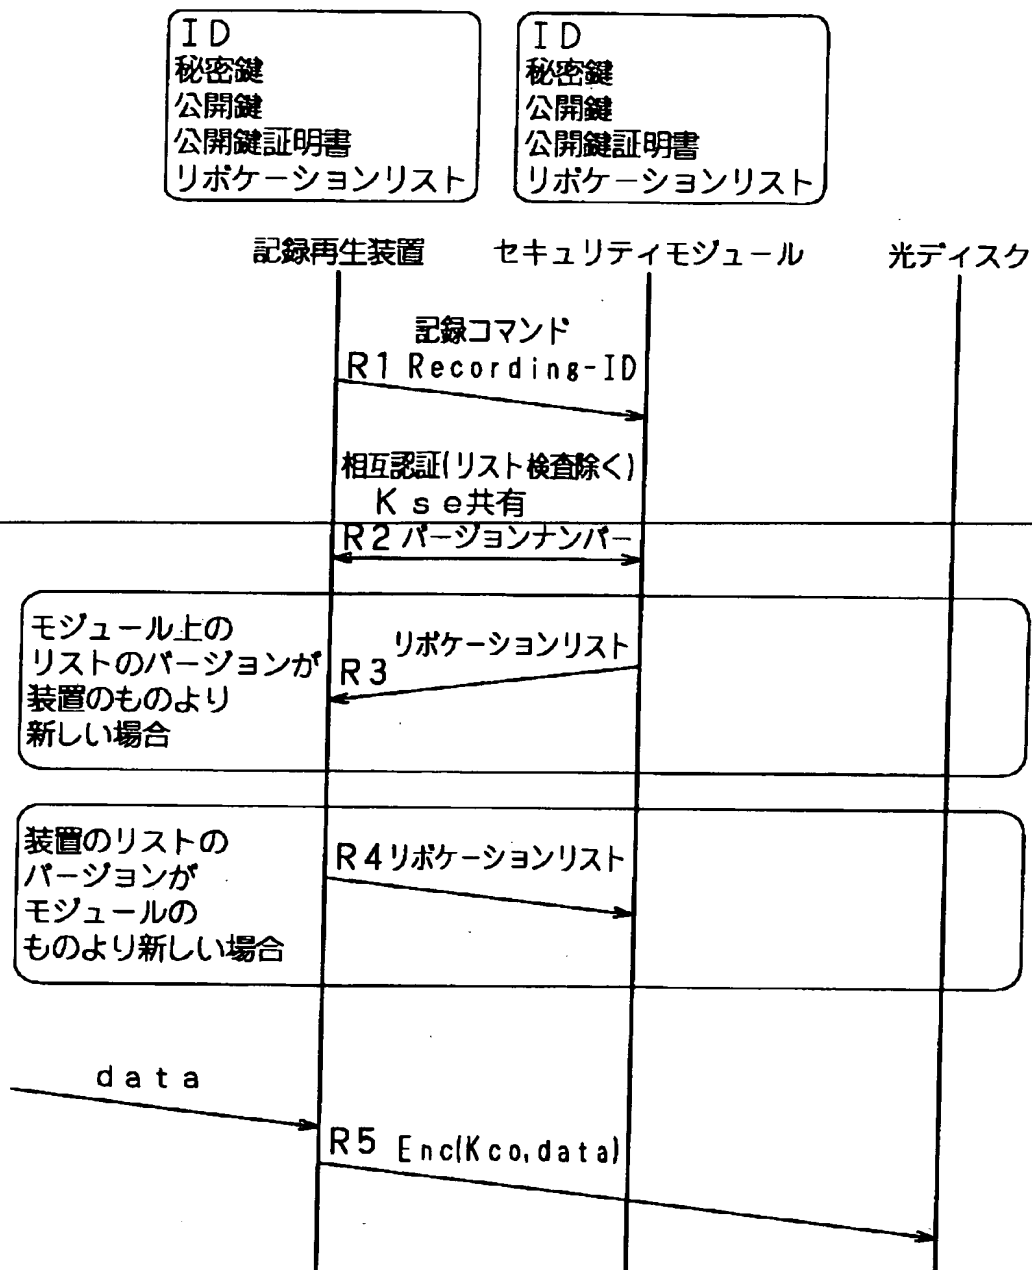 ID
秘密鍵
公開鍵
公開鍵証明書
リボケーションリスト
ID
秘密鍵
公開鍵
公開鍵証明書
リボケーションリスト
記録再生装置
セキュリティモジュール
光ディスク
記録コマンド
R1 Recording-ID
相互認証(リスト検査除く)
Kse共有
R2 バージョンナンバー
モジュール上の
リストのバージョンが
装置のものより
新しい場合
リボケーションリスト
R3
装置のリストの
バージョンが
モジュールの
ものより新しい場合
R4 リボケーションリスト
data
R5 Enc(Kco,data)